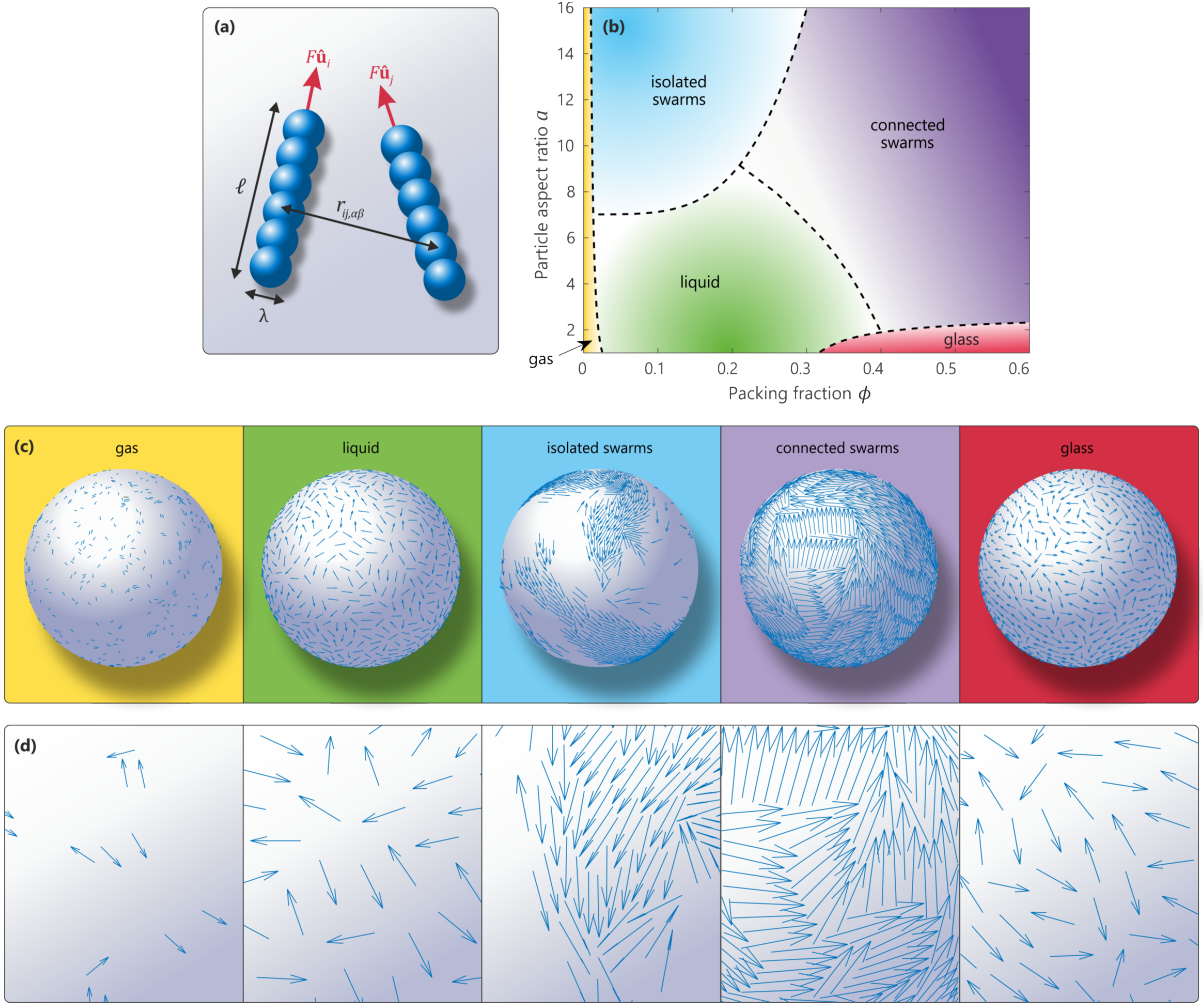 (a)
Fû_i
Fû_j
ℓ
r_{ij,αβ}
λ
(b)
Particle aspect ratio a
16
14
12
10
8
6
4
2
isolated
swarms
connected
swarms
liquid
glass
gas
0
0.1
0.2
0.3
0.4
0.5
0.6
Packing fraction ϕ
(c)
gas
liquid
isolated swarms
connected swarms
glass
(d)